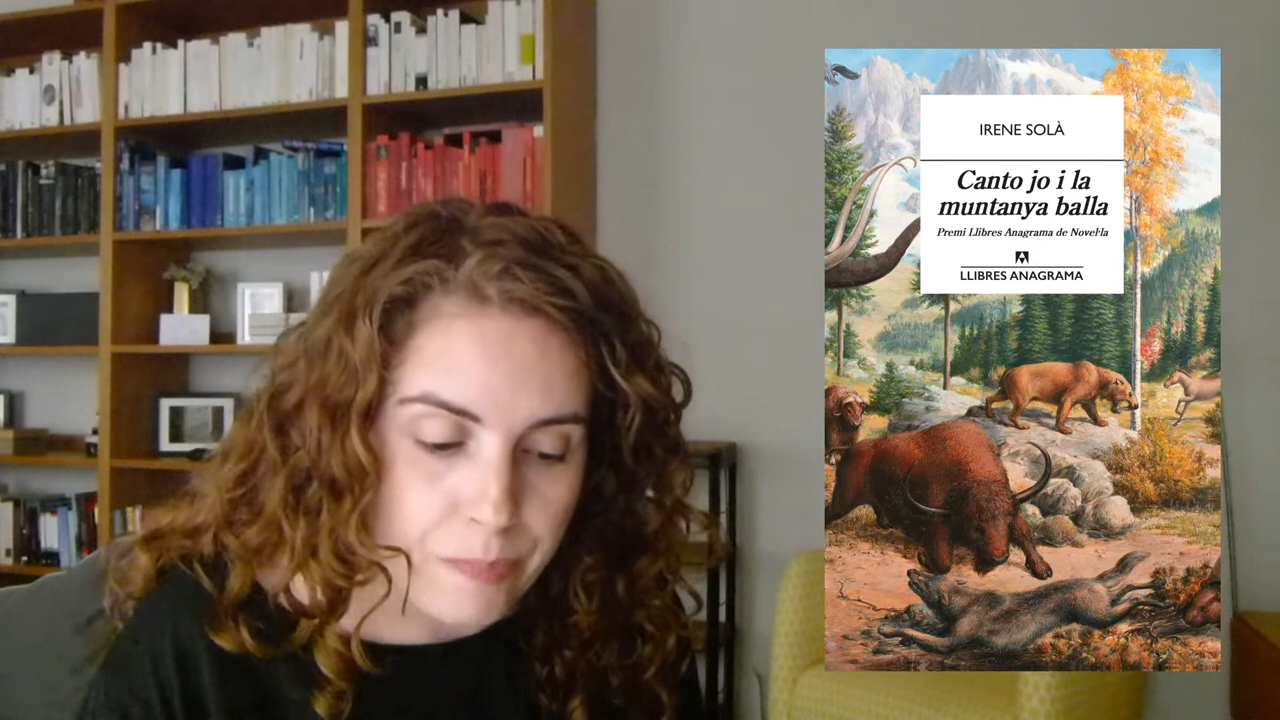 IRENE SOLÀ
Canto jo i la
muntanya balla
Premi Llibres Anagrama de Novel·la
LLIBRES ANAGRAMA